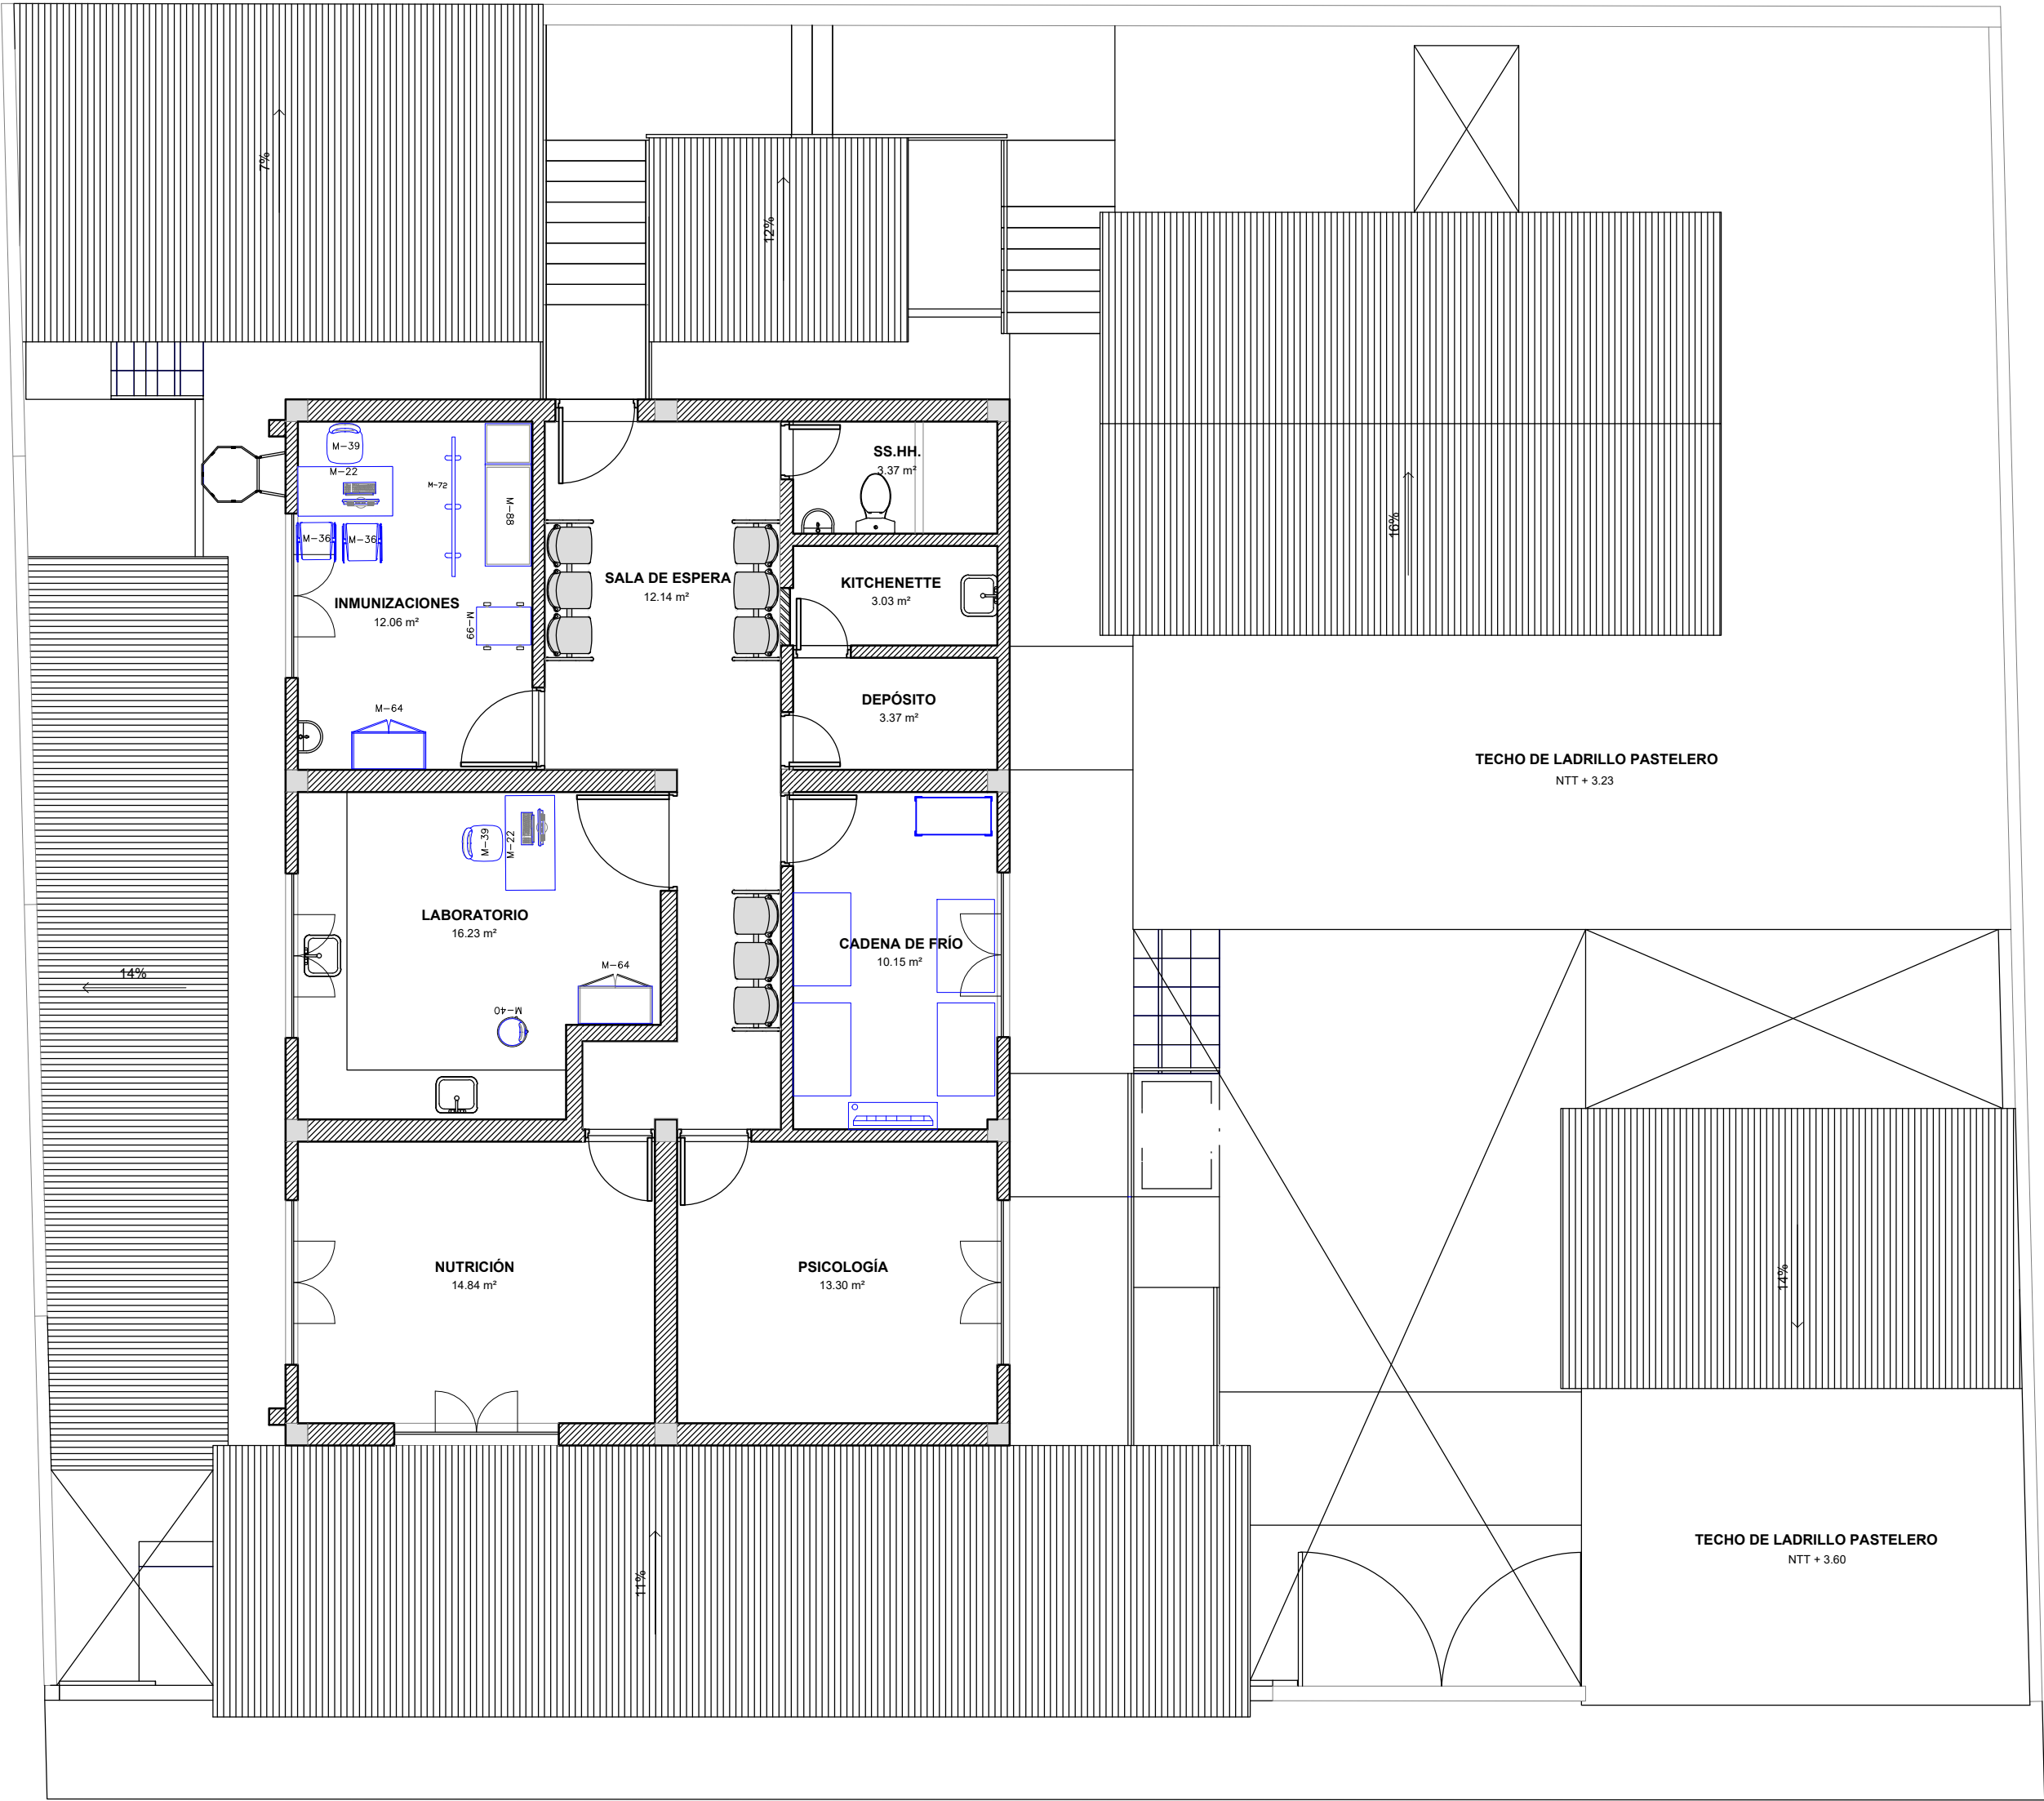 7%
12%
16%
M-39
M-22
M-72
M-88
M-36
M-36
M-99
M-64
INMUNIZACIONES
12.06 m²
SALA DE ESPERA
12.14 m²
SS.HH.
3.37 m²
KITCHENETTE
3.03 m²
DEPÓSITO
3.37 m²
TECHO DE LADRILLO PASTELERO
NTT + 3.23
M-39
M-22
LABORATORIO
16.23 m²
M-64
M-40
CADENA DE FRÍO
10.15 m²
14%
NUTRICIÓN
14.84 m²
PSICOLOGÍA
13.30 m²
14%
11%
TECHO DE LADRILLO PASTELERO
NTT + 3.60